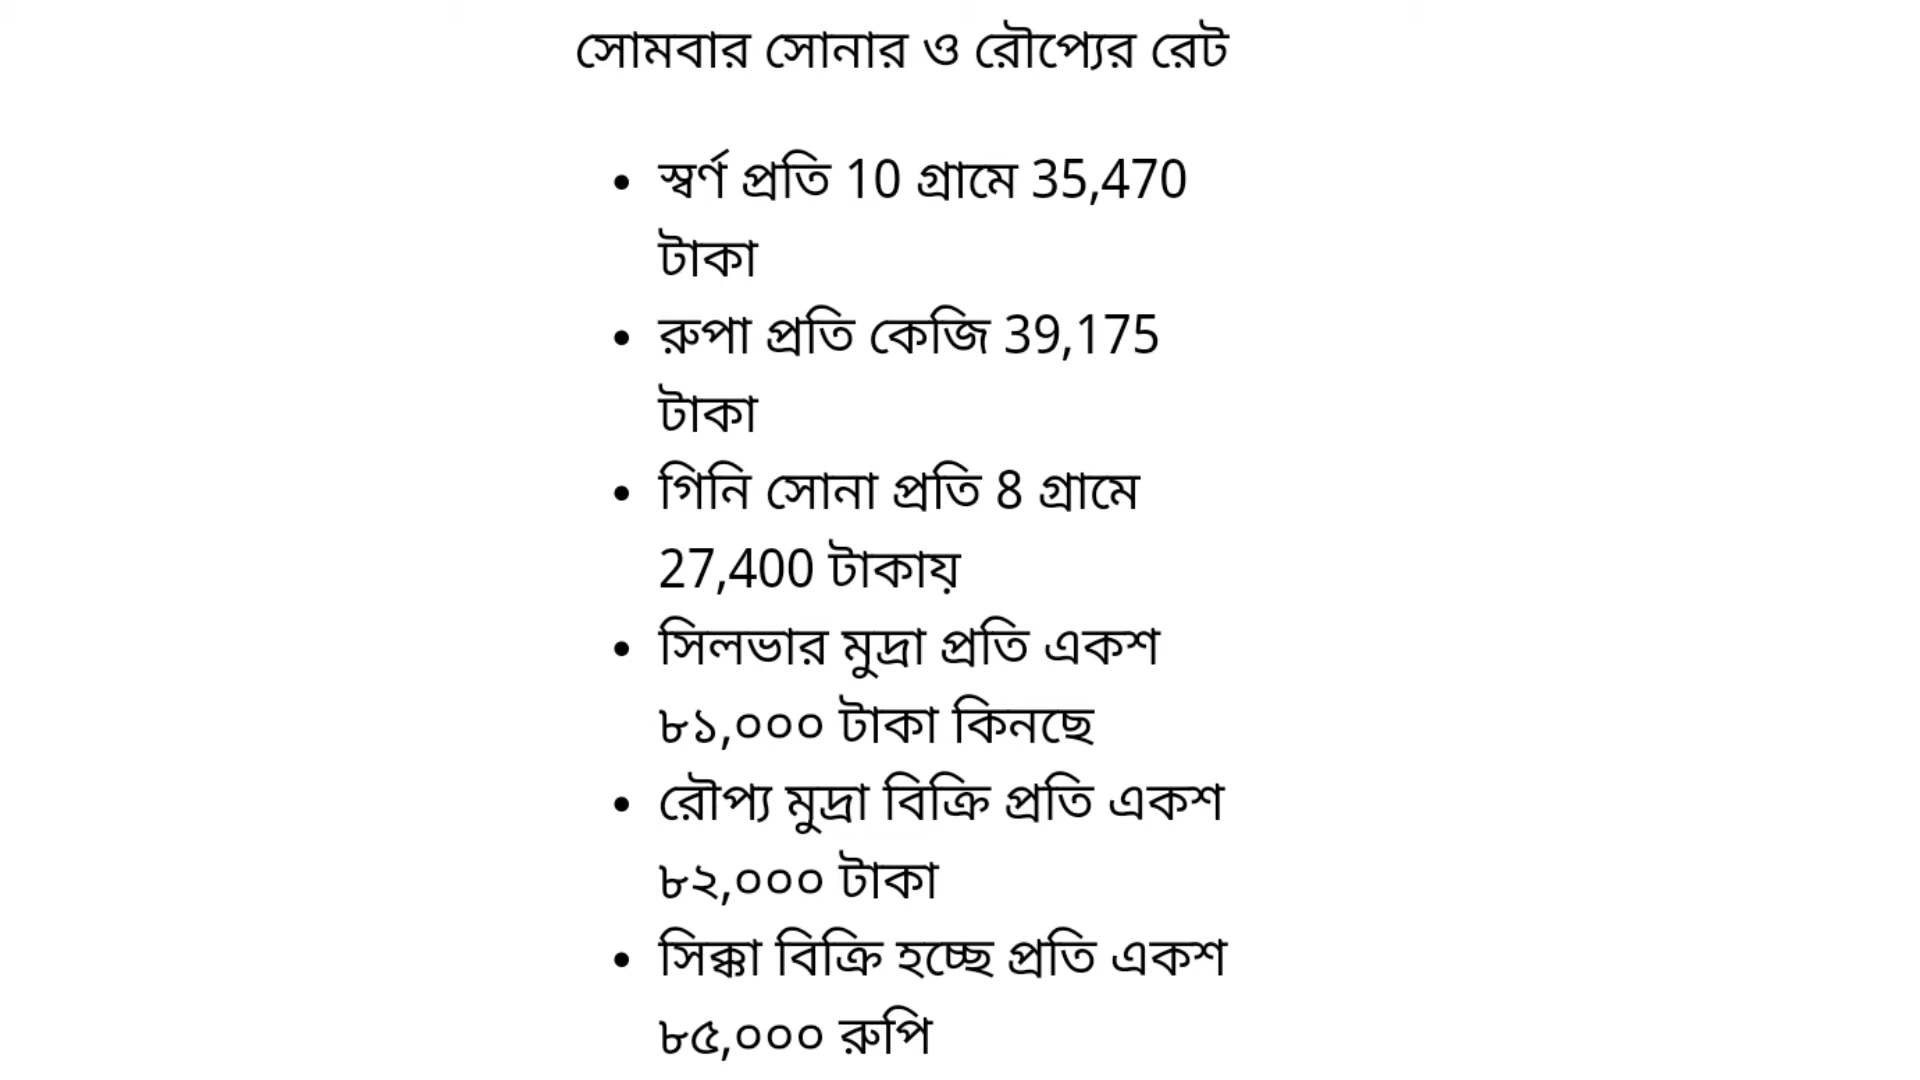 সোমবার সোনার ও রৌপ্যের রেট
• স্বর্ণ প্রতি 10 গ্রামে 35,470
টাকা
• রুপা প্রতি কেজি 39,175
টাকা
• গিনি সোনা প্রতি 8 গ্রামে
27,400 টাকায়
• সিলভার মুদ্রা প্রতি একশ
৮১,০০০ টাকা কিনছে
• রৌপ্য মুদ্রা বিক্রি প্রতি একশ
৮২,০০০ টাকা
• সিক্কা বিক্রি হচ্ছে প্রতি একশ
৮৫,০০০ রুপি